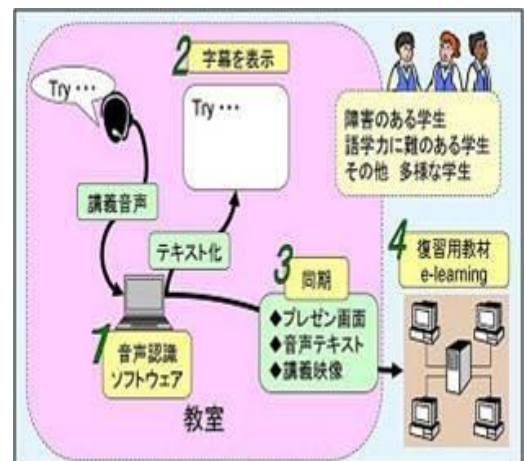 Try …
講義音声
1 音声認識
ソフトウェア
テキスト化
2 字幕を表示
Try …
3 同期
◆プレゼン画面
◆音声テキスト
◆講義映像
教室
障害のある学生
語学力に難のある学生
その他 多様な学生
4 復習用教材
e-learning